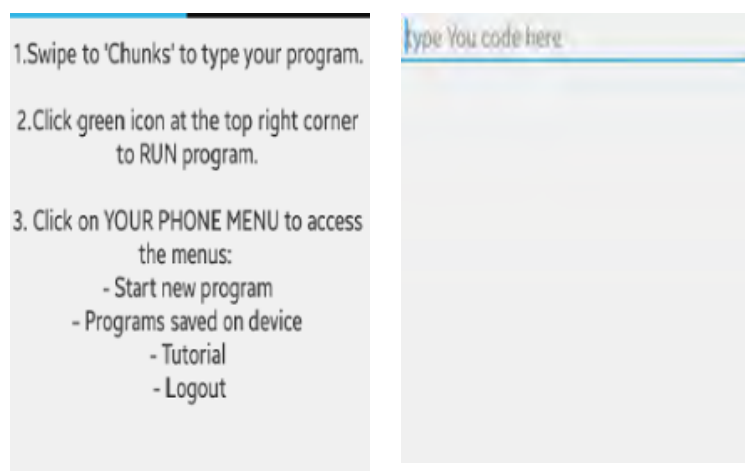 1.Swipe to 'Chunks' to type your program.
2.Click green icon at the top right corner
to RUN program.
3. Click on YOUR PHONE MENU to access
the menus:
- Start new program
- Programs saved on device
- Tutorial
- Logout
type You code here